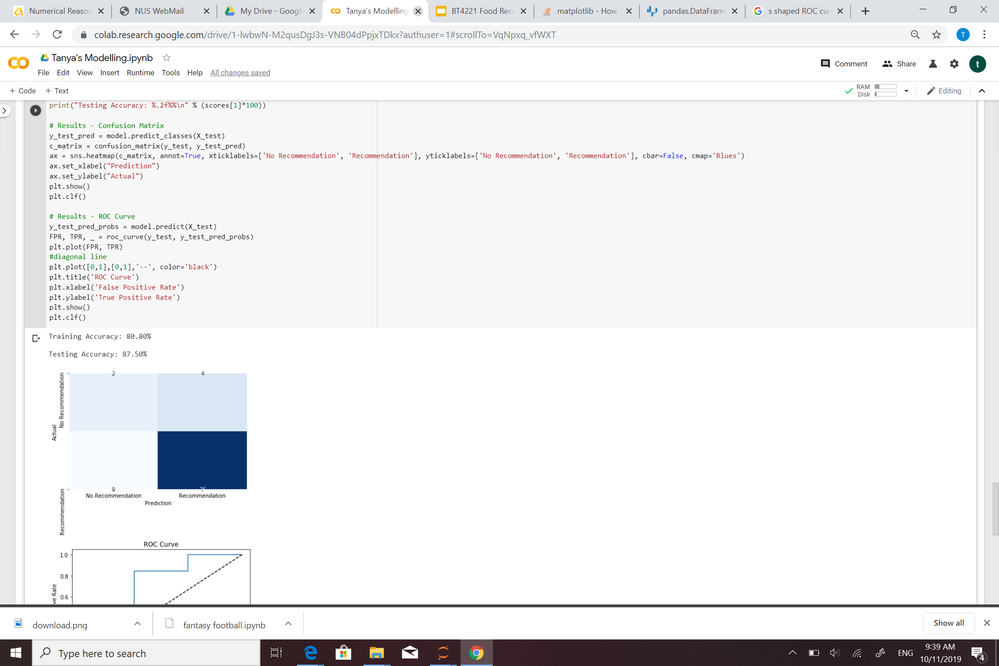 Numerical Reason
NUS WebMail
My Drive - Google
Tanya's Modelling
BT4221 Food Reco
matplotlib - How
pandas.DataFrame
s shaped ROC cur
colab.research.google.com/drive/1-lwbwN-M2qusDgJ3s-VNB04dPpjxTDkx?authuser=1#scrollTo=VqNpxq_vfWXT
T
CO
Tanya's Modelling.ipynb
Comment
Share
t
File Edit View Insert Runtime Tools Help All changes saved
+ Code + Text
RAM
Disk
Editing
print("Testing Accuracy: %.2f%%\n" % (scores[1]*100))
# Results - Confusion Matrix
y_test_pred = model.predict_classes(X_test)
c_matrix = confusion_matrix(y_test, y_test_pred)
ax = sns.heatmap(c_matrix, annot=True, xticklabels=['No Recommendation', 'Recommendation'], yticklabels=['No Recommendation', 'Recommendation'], cbar=False, cmap='Blues')
ax.set_xlabel("Prediction")
ax.set_ylabel("Actual")
plt.show()
plt.clf()
# Results - ROC Curve
y_test_pred_probs = model.predict(X_test)
FPR, TPR, _ = roc_curve(y_test, y_test_pred_probs)
plt.plot(FPR, TPR)
#diagonal line
plt.plot([0,1],[0,1],'--', color='black')
plt.title('ROC Curve')
plt.xlabel('False Positive Rate')
plt.ylabel('True Positive Rate')
plt.show()
plt.clf()
Training Accuracy: 80.80%
Testing Accuracy: 87.50%
2 4
No Recommendation
Actual
0
No Recommendation Recommendation
Prediction
Recommendation
ROC Curve
1.0
0.8
0.6
ve Rate
download.png
fantasy football.ipynb
Show all
Type here to search
ENG
9:39 AM
10/11/2019
4